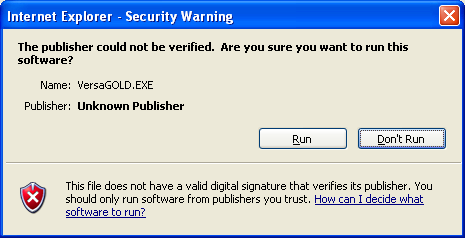 Internet Explorer - Security Warning
The publisher could not be verified.  Are you sure you want to run this
software?
Name: VersaGOLD.EXE
Publisher: Unknown Publisher
Run Don't Run
This file does not have a valid digital signature that verifies its publisher. You
should only run software from publishers you trust. How can I decide what
software to run?